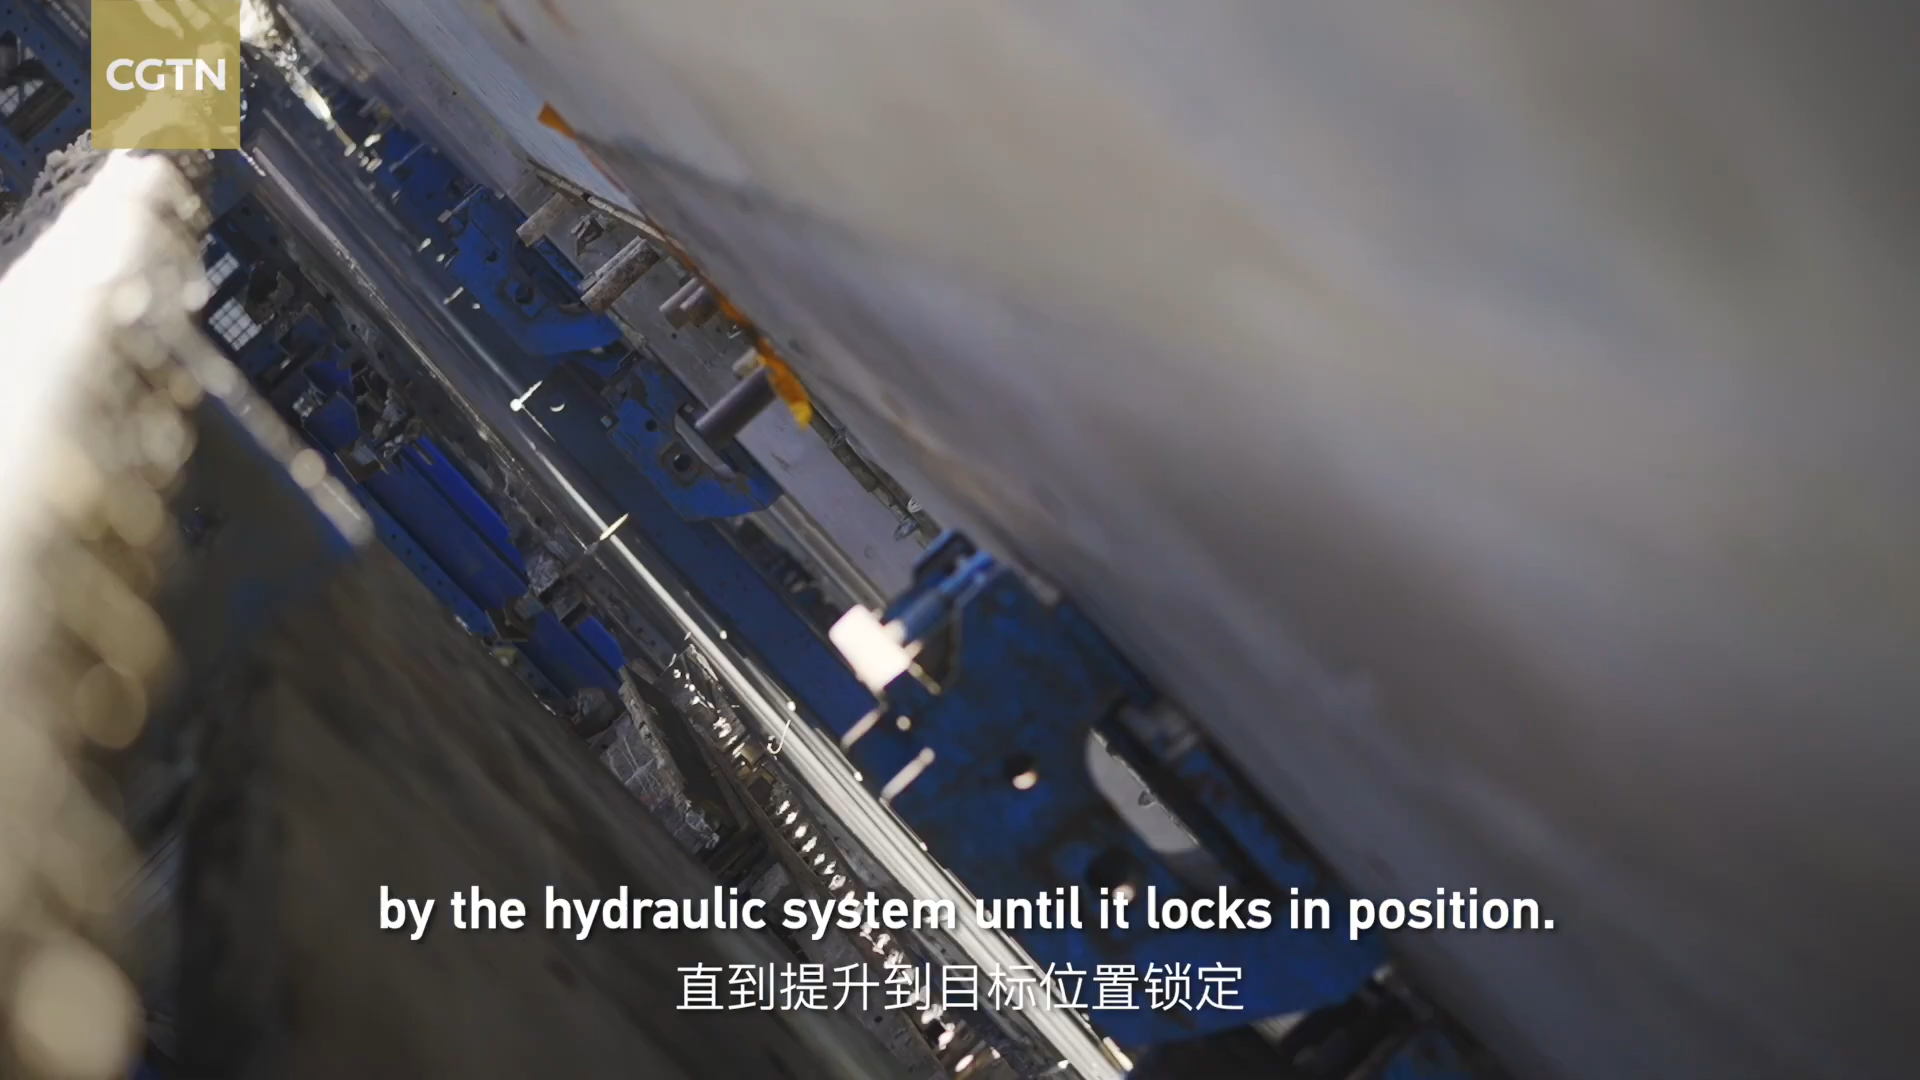 CGTN
by the hydraulic system until it locks in position.
直到提升到目标位置锁定